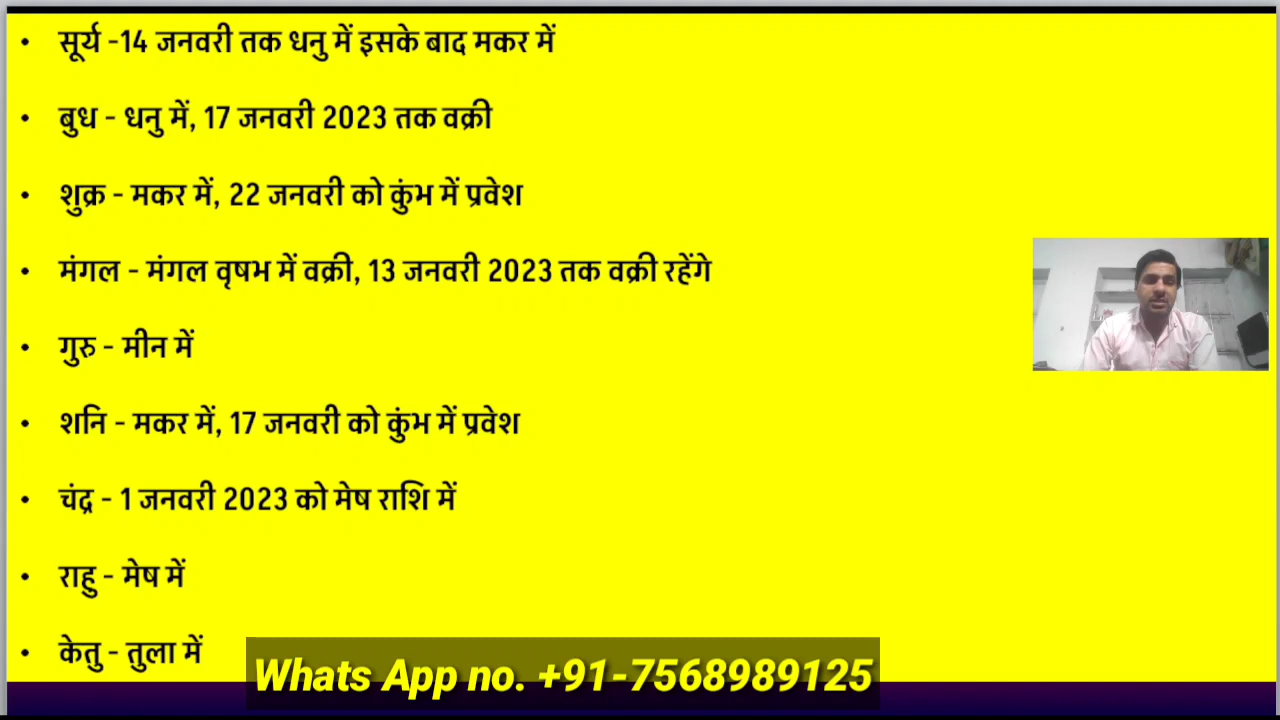 • सूर्य -14 जनवरी तक धनु में इसके बाद मकर में
• बुध - धनु में, 17 जनवरी 2023 तक वक्री
• शुक्र - मकर में, 22 जनवरी को कुंभ में प्रवेश
• मंगल - मंगल वृषभ में वक्री, 13 जनवरी 2023 तक वक्री रहेंगे
• गुरु - मीन में
• शनि - मकर में, 17 जनवरी को कुंभ में प्रवेश
• चंद्र - 1 जनवरी 2023 को मेष राशि में
• राहु - मेष में
• केतु - तुला में
Whats App no. +91-7568989125